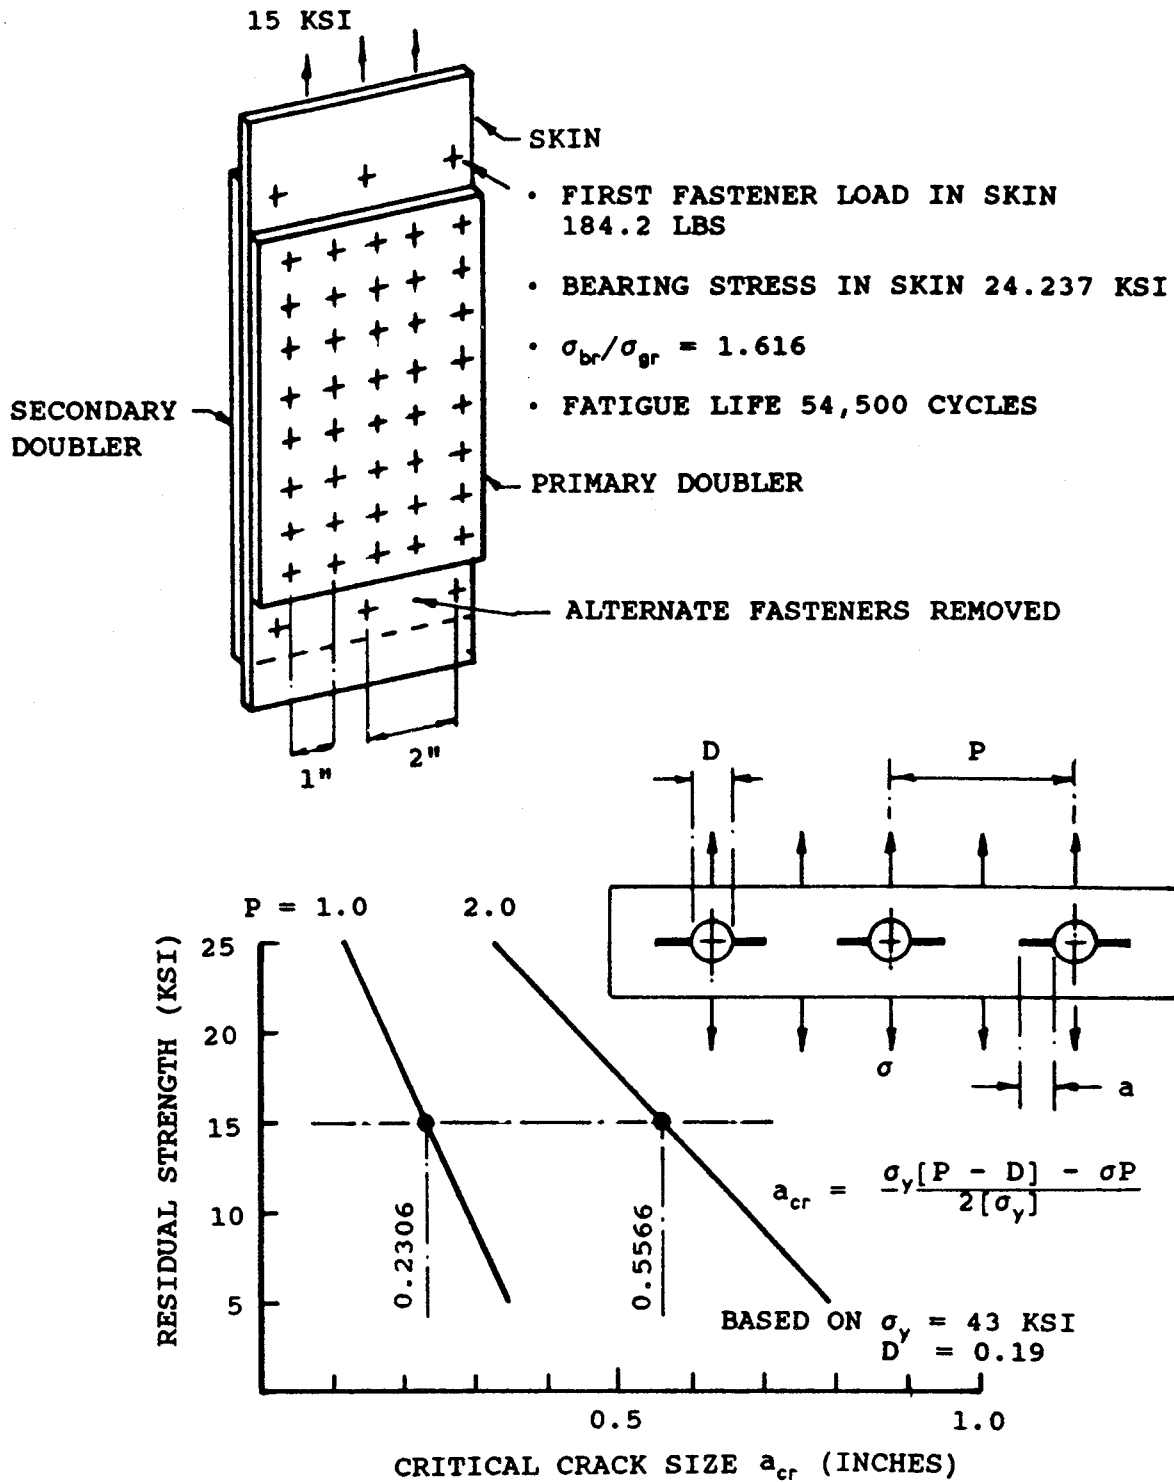 15 KSI
SKIN
• FIRST FASTENER LOAD IN SKIN
184.2 LBS
• BEARING STRESS IN SKIN 24.237 KSI
• σbr/σgr = 1.616
• FATIGUE LIFE 54,500 CYCLES
SECONDARY
DOUBLER
PRIMARY DOUBLER
ALTERNATE FASTENERS REMOVED
1"
2"
D
P
σ
a
P = 1.0
2.0
RESIDUAL STRENGTH (KSI)
25
20
15
10
5
0.2306
0.5566
acr = σy[P - D] - σP
2[σy]
BASED ON σy = 43 KSI
D = 0.19
0.5
1.0
CRITICAL CRACK SIZE acr (INCHES)